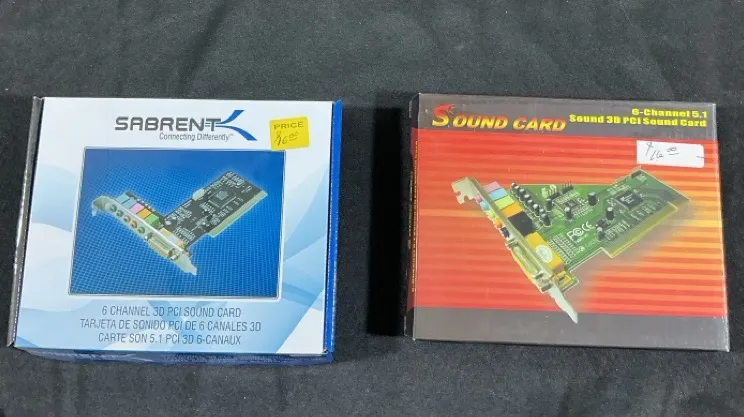 SABRENT
Connecting Differently™
PRICE
6 CHANNEL 3D PCI SOUND CARD
TARJETA DE SONIDO PCI DE 6 CANALES 3D
CARTE SON 5.1 PCI 3D 6-CANAUX
SOUND CARD
6-Channel 5.1
Sound 3D PCI Sound Card